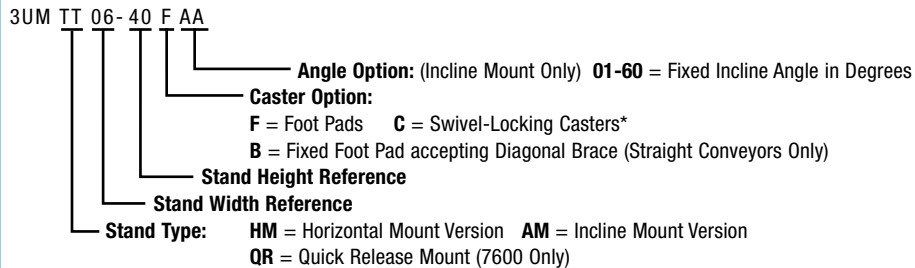 3UM TT 06- 40 F AA
Angle Option: (Incline Mount Only) 01-60 = Fixed Incline Angle in Degrees
Caster Option:
F = Foot Pads C = Swivel-Locking Casters*
B = Fixed Foot Pad accepting Diagonal Brace (Straight Conveyors Only)
Stand Height Reference
Stand Width Reference
Stand Type: HM = Horizontal Mount Version AM = Incline Mount Version
QR = Quick Release Mount (7600 Only)